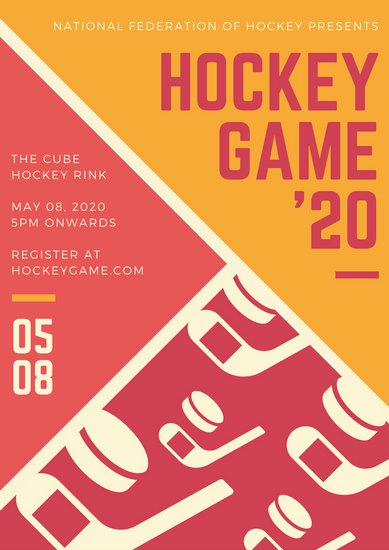 NATIONAL FEDERATION OF HOCKEY PRESENTS
HOCKEY
GAME
’20
THE CUBE
HOCKEY RINK
MAY 08, 2020
5PM ONWARDS
REGISTER AT
HOCKEYGAME.COM
05
08